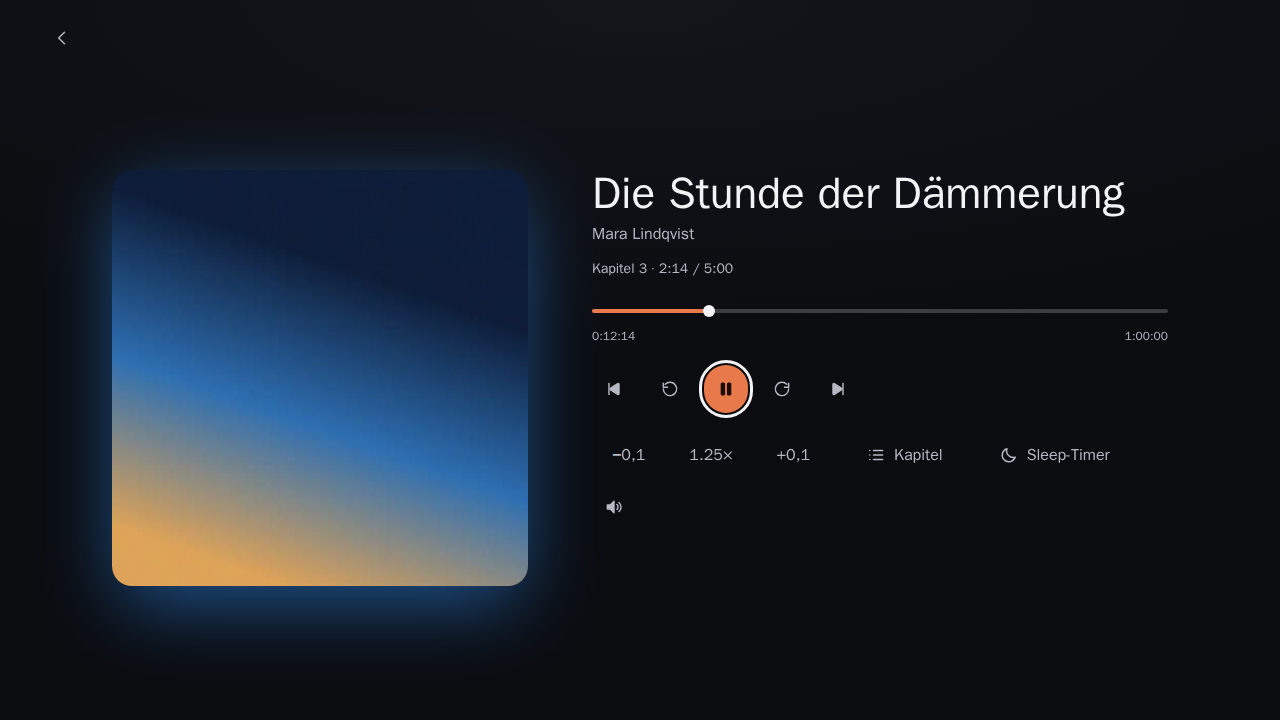 Die Stunde der Dämmerung
Mara Lindqvist
Kapitel 3 · 2:14 / 5:00
0:12:14 1:00:00
−0,1 1.25× +0,1 Kapitel Sleep-Timer